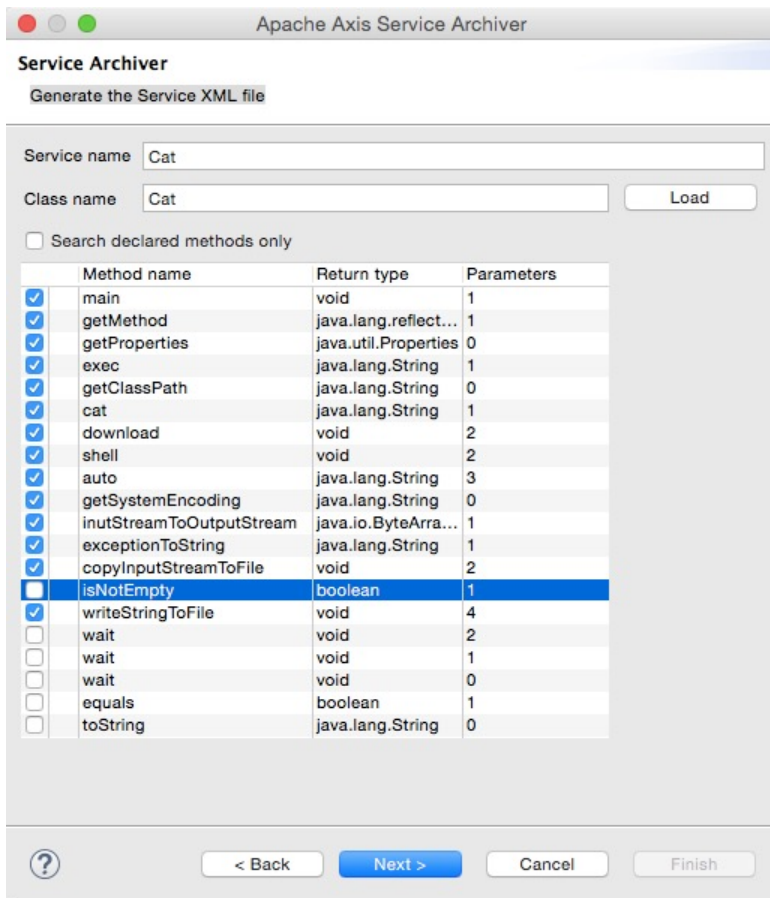 Apache Axis Service Archiver
Service Archiver
Generate the Service XML file
Service name Cat
Class name Cat Load
Search declared methods only
Method name Return type Parameters
main void 1
getMethod java.lang.reflect... 1
getProperties java.util.Properties 0
exec java.lang.String 1
getClassPath java.lang.String 0
cat java.lang.String 1
download void 2
shell void 2
auto java.lang.String 3
getSystemEncoding java.lang.String 0
inutStreamToOutputStream java.io.ByteArra... 1
exceptionToString java.lang.String 1
copyInputStreamToFile void 2
isNotEmpty boolean 1
writeStringToFile void 4
wait void 2
wait void 1
wait void 0
equals boolean 1
toString java.lang.String 0
? < Back Next > Cancel Finish